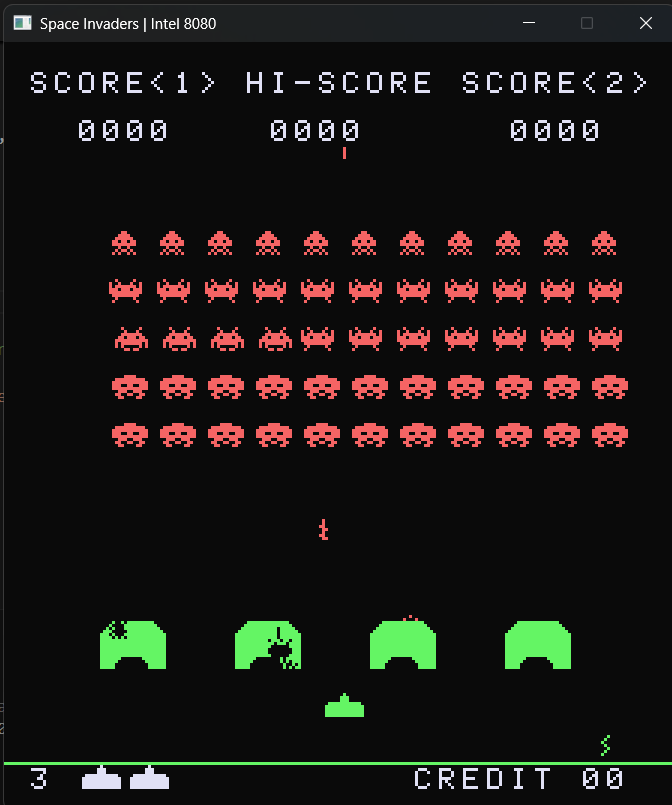 Space Invaders | Intel 8080
SCORE<1> HI-SCORE SCORE<2>
0000 0000 0000
3 CREDIT 00